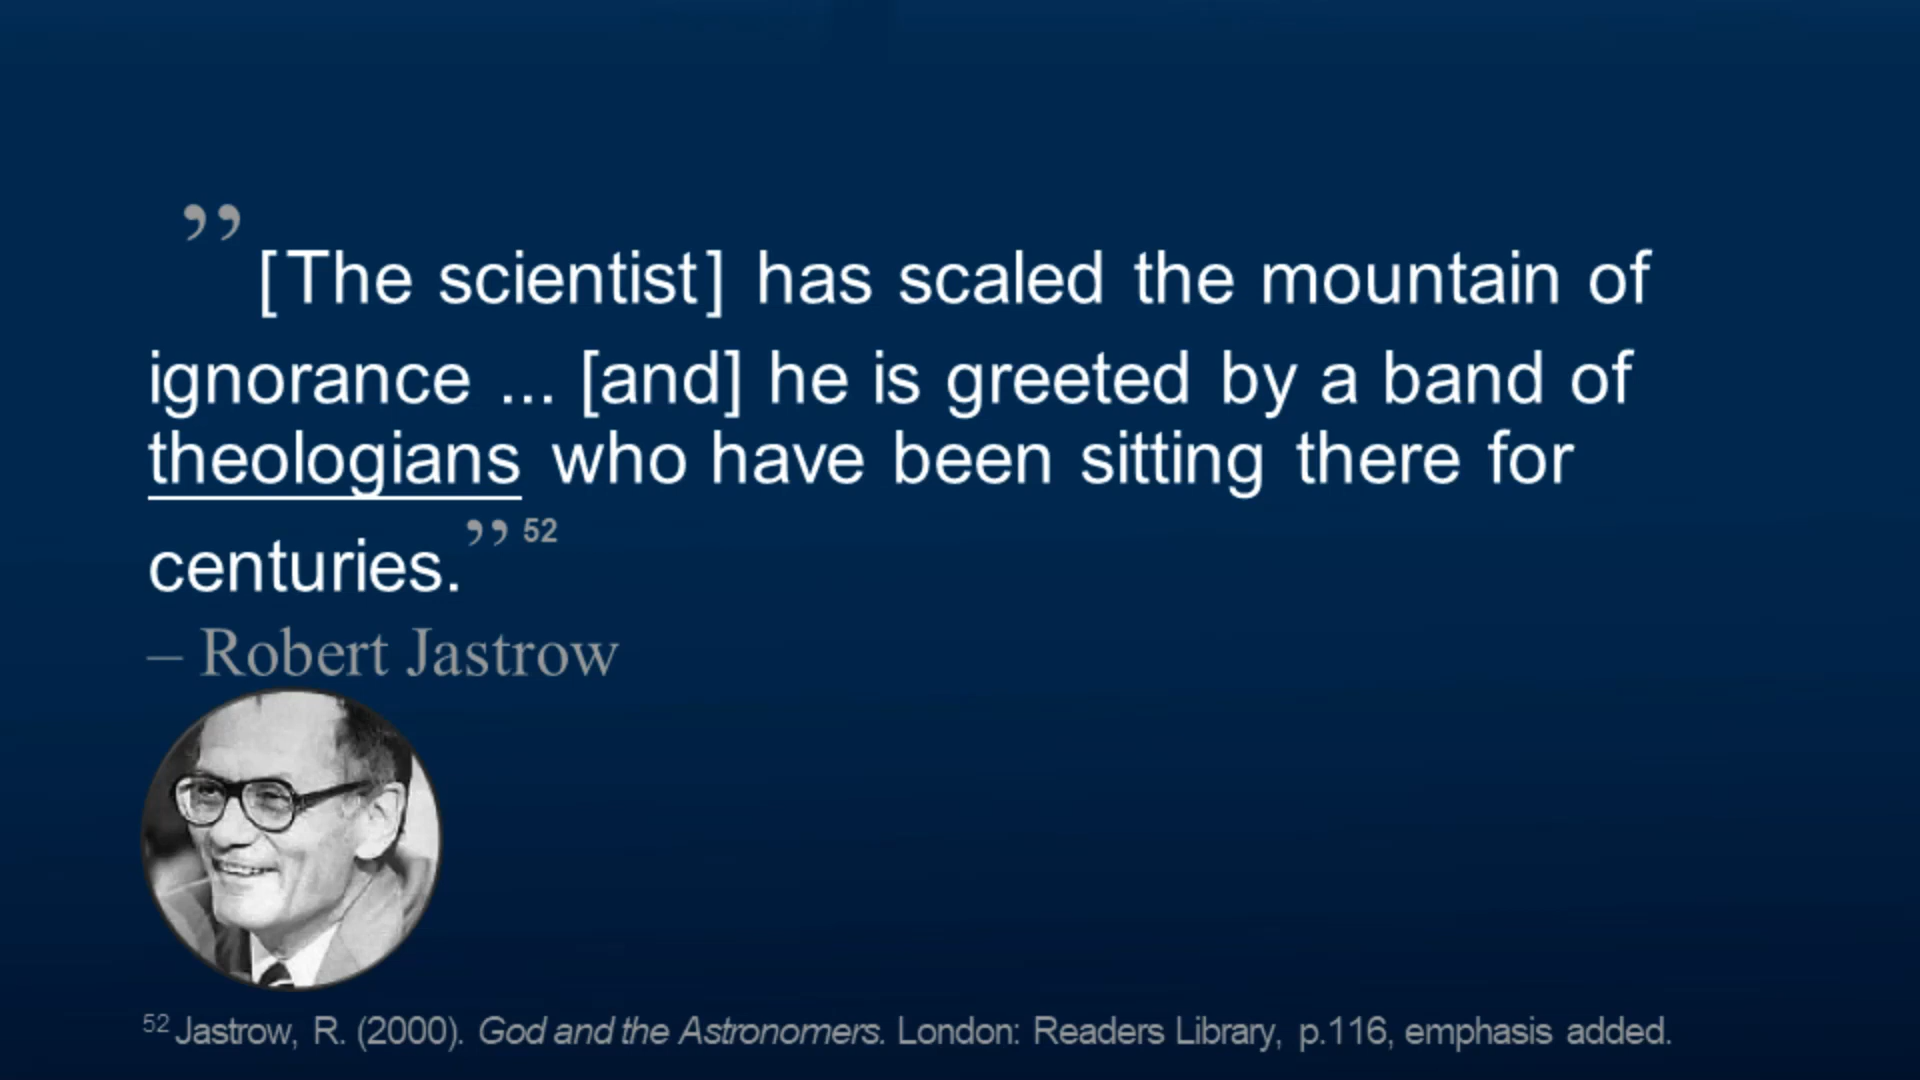 ”[The scientist] has scaled the mountain of
ignorance ... [and] he is greeted by a band of
theologians who have been sitting there for
centuries.” 52
– Robert Jastrow
52 Jastrow, R. (2000). God and the Astronomers. London: Readers Library, p.116, emphasis added.